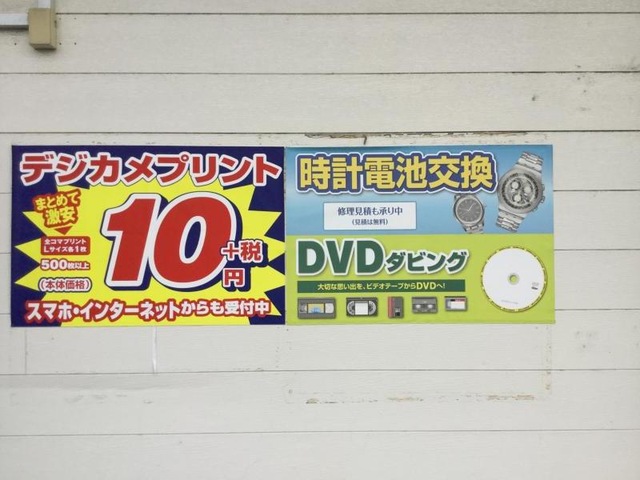 デジカメプリント
まとめて
激安
全コマプリント
Lサイズ各1枚
500枚以上
(本体価格)
10
+税
円
スマホ・インターネットからも受付中
時計電池交換
修理見積も承り中
(見積は無料)
DVDダビング
大切な思い出を、ビデオテープからDVDへ!